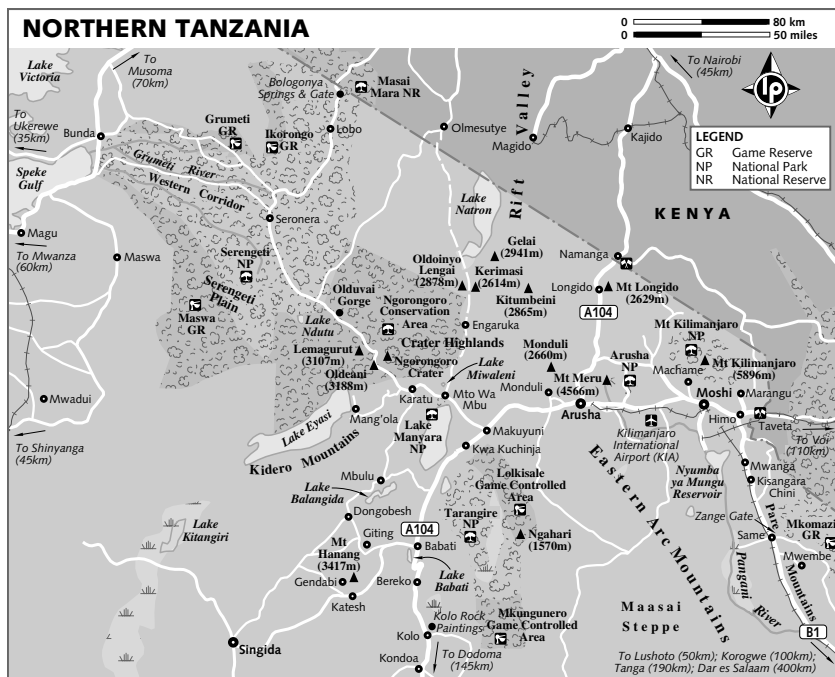 NORTHERN TANZANIA
0 80 km
0 50 miles
Lake
Victoria
To
Musoma
(70km)
Bologonya
Springs & Gate
Masai
Mara NR
To Nairobi
(45km)
lp
To
Ukerewe
(35km)
Bunda
Grumeti
GR
Ikorongo
GR
Lobo
Olmesutye
Rift Valley
Magido
Kajido
LEGEND
GR Game Reserve
NP National Park
NR National Reserve
Speke
Gulf
Grumeti River
Western Corridor
Seronera
Lake
Natron
KENYA
Magu
To Mwanza
(60km)
Maswa
Serengeti
NP
Serengeti
Plain
Maswa
GR
Olduvai
Gorge
Oldoinyo
Lengai
(2878m)
Gelai
(2941m)
Kerimasi
(2614m)
Kitumbeini
(2865m)
Namanga
Longido
Mt Longido
(2629m)
A104
Ngorongoro
Conservation
Area
Crater Highlands
Engaruka
Lake
Ndutu
Lemagurut
(3107m)
Oldeani
(3188m)
Ngorongoro
Crater
Lake
Miwaleni
Monduli
(2660m)
Monduli
Mt Meru
(4566m)
Arusha
NP
Mt Kilimanjaro
NP
Mt Kilimanjaro
(5896m)
Machame
Moshi
Marangu
Himo
Taveta
To Voi
(110km)
Mwadui
To Shinyanga
(45km)
Karatu
Mto Wa
Mbu
Mang'ola
Lake Eyasi
Kidero Mountains
Lake
Manyara
NP
Makuyuni
Kwa Kuchinja
Arusha
Kilimanjaro
International
Airport (KIA)
Eastern Arc Mountains
Nyumba
ya Mungu
Reservoir
Mwanga
Kisangara
Chini
Mbulu
Lake
Balangida
Dongobesh
Lolkisale
Game Controlled
Area
Tarangire
NP
Ngahari
(1570m)
Zange Gate
Same
Pare
Mountains
Mkomazi
GR
Mwembe
Lake
Kitangiri
Mt
Hanang
(3417m)
Giting
A104
Babati
Lake
Babati
Gendabi
Katesh
Bereko
Singida
Kolo Rock
Paintings
Kolo
Kondoa
To Dodoma
(145km)
Mkungunero
Game Controlled
Area
Maasai
Steppe
Pangani
River
B1
To Lushoto (50km); Korogwe (100km);
Tanga (190km); Dar es Salaam (400km)